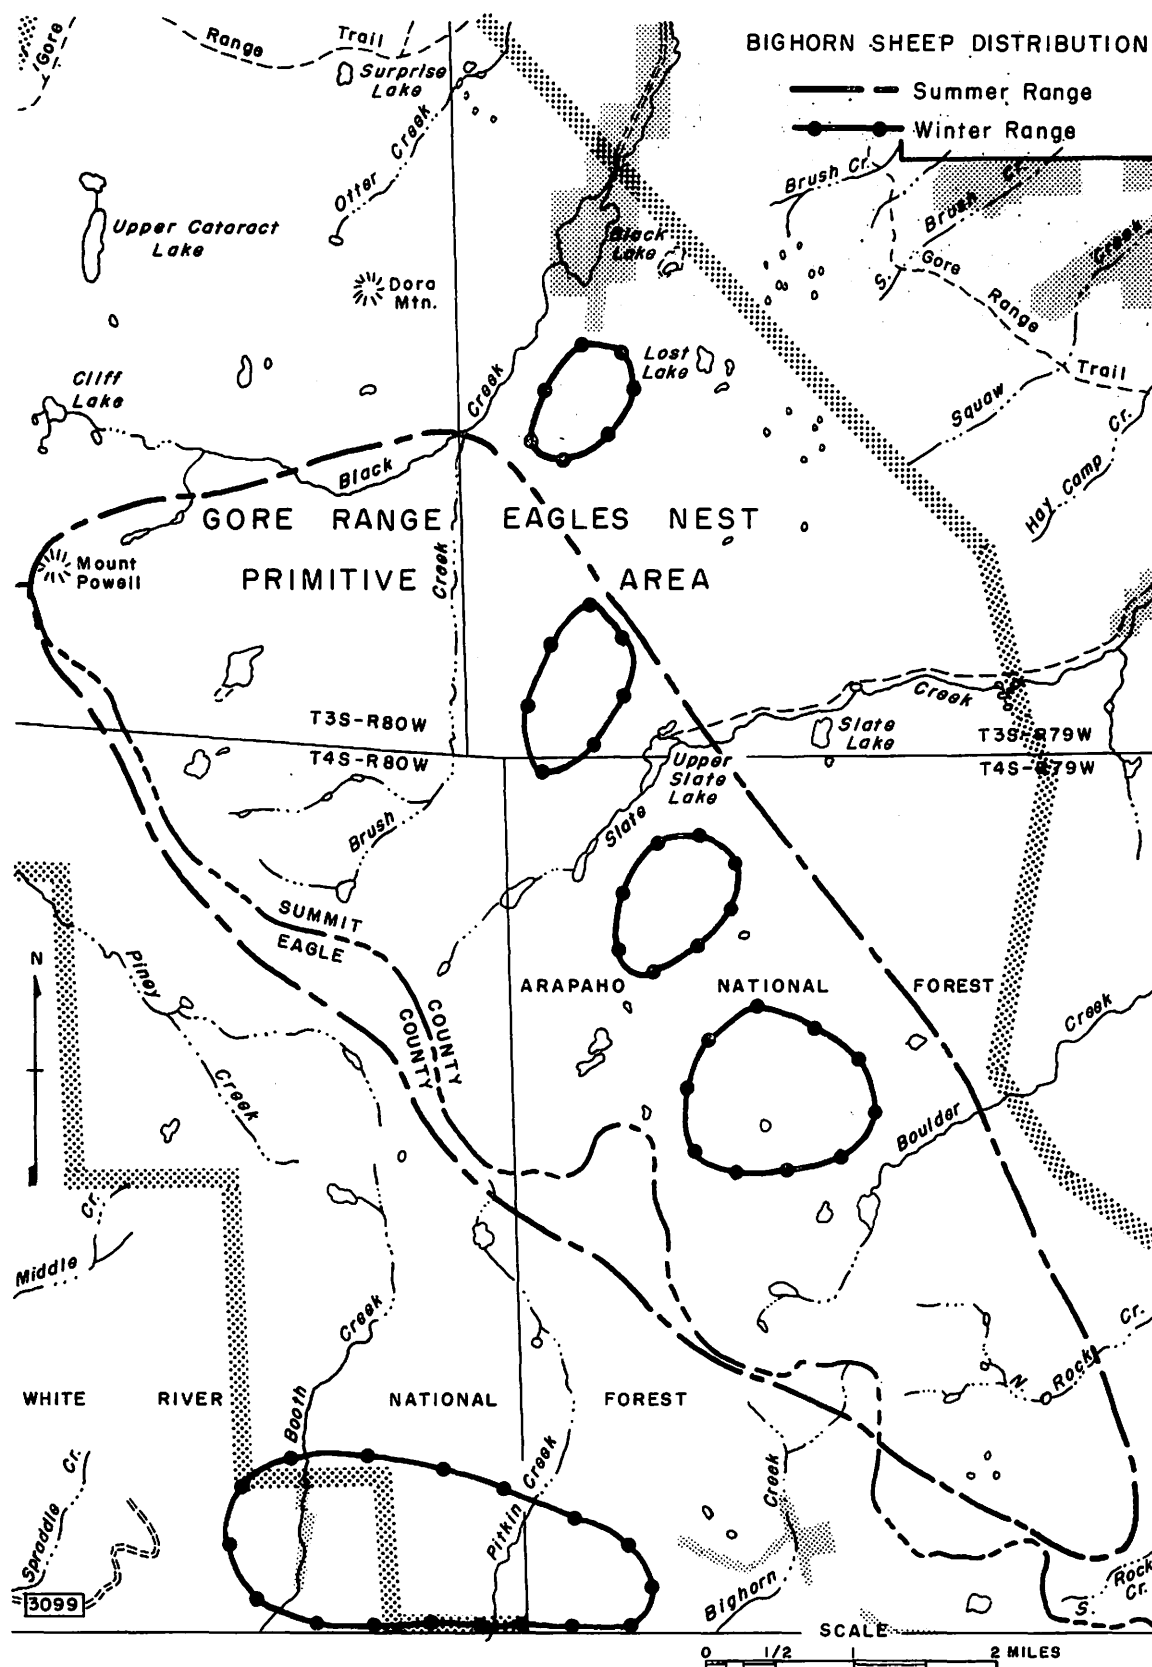 BIGHORN SHEEP DISTRIBUTION
Summer Range
Winter Range
Gore
Range
Trail
Surprise
Lake
Otter Creek
Upper Cataract
Lake
Dora
Mtn.
Black
Lake
Brush Cr.
S. Brush Cr.
Gore Range Trail
Squaw Creek
Hay Camp Cr.
Cliff
Lake
Lost
Lake
Black Creek
GORE RANGE EAGLES NEST
PRIMITIVE AREA
Mount
Powell
Brush Creek
T3S-R80W
T4S-R80W
T3S-R79W
T4S-R79W
Slate Creek
Slate
Lake
Upper
Slate
Lake
SUMMIT COUNTY
EAGLE COUNTY
N
Piney Creek
ARAPAHO NATIONAL FOREST
Boulder Creek
Middle Cr.
Booth Creek
N. Rock Cr.
WHITE RIVER NATIONAL FOREST
Spraddle Cr.
Pitkin Creek
Bighorn Creek
S. Rock
Cr.
3099
SCALE
0 1/2 1 2 MILES